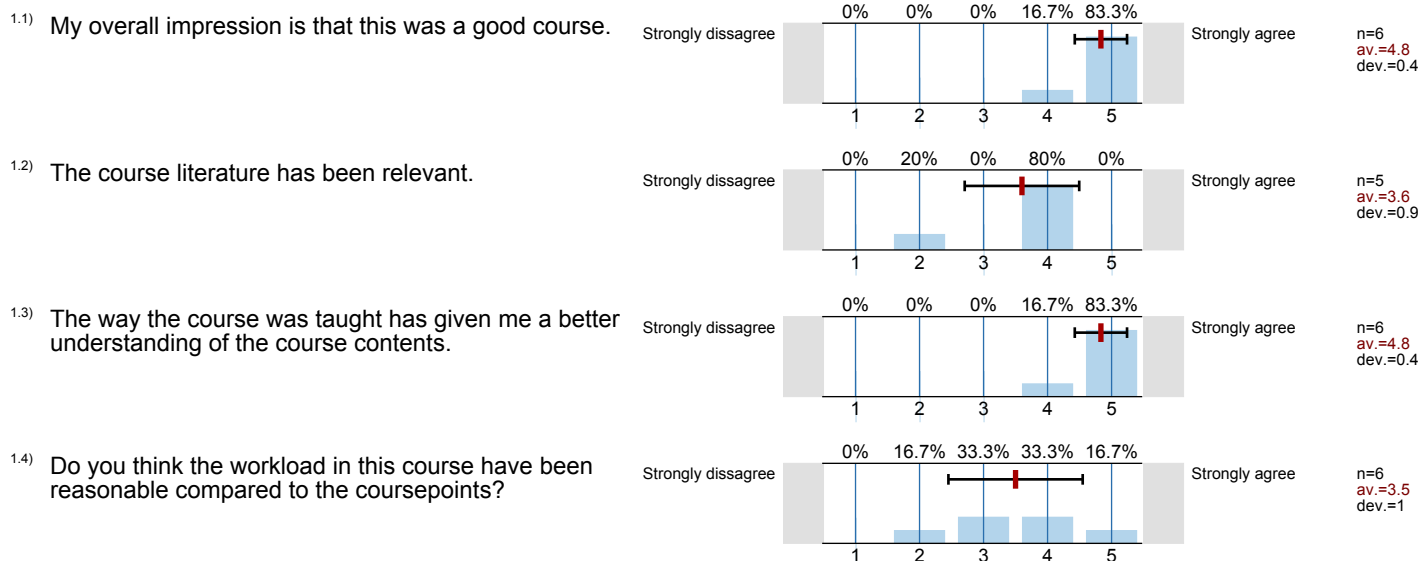 1.1) My overall impression is that this was a good course.
Strongly dissagree
0% 0% 0% 16.7% 83.3%
1 2 3 4 5
Strongly agree
n=6
av.=4.8
dev.=0.4
1.2) The course literature has been relevant.
Strongly dissagree
0% 20% 0% 80% 0%
1 2 3 4 5
Strongly agree
n=5
av.=3.6
dev.=0.9
1.3) The way the course was taught has given me a better
understanding of the course contents.
Strongly dissagree
0% 0% 0% 16.7% 83.3%
1 2 3 4 5
Strongly agree
n=6
av.=4.8
dev.=0.4
1.4) Do you think the workload in this course have been
reasonable compared to the coursepoints?
Strongly dissagree
0% 16.7% 33.3% 33.3% 16.7%
1 2 3 4 5
Strongly agree
n=6
av.=3.5
dev.=1